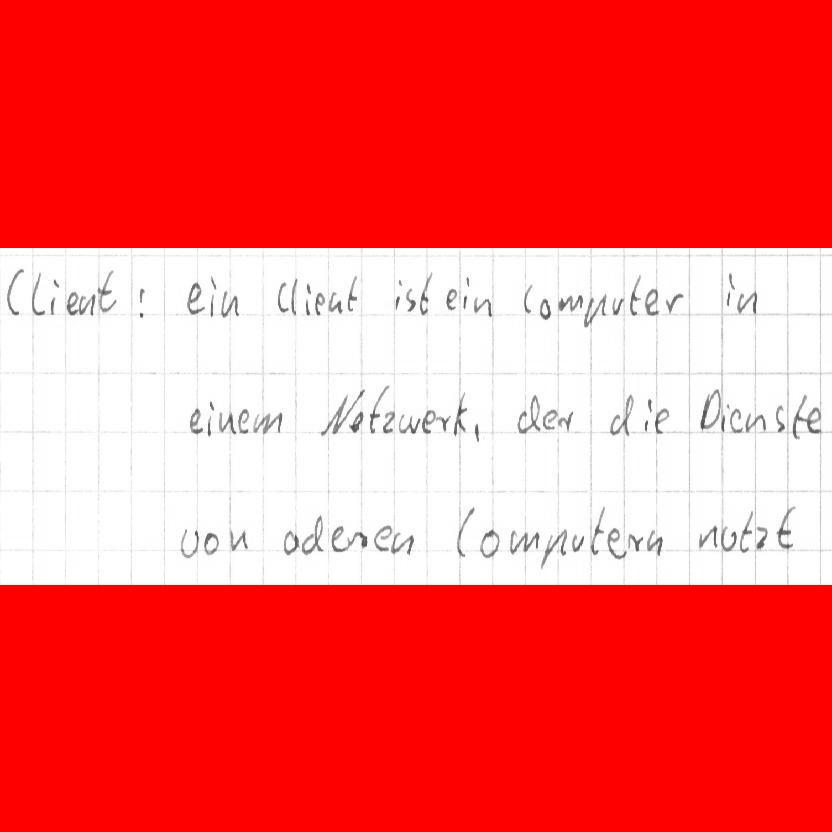 Client: ein Client ist ein Computer in
einem Netzwerk, der die Dienste
von aderen Computern nutzt